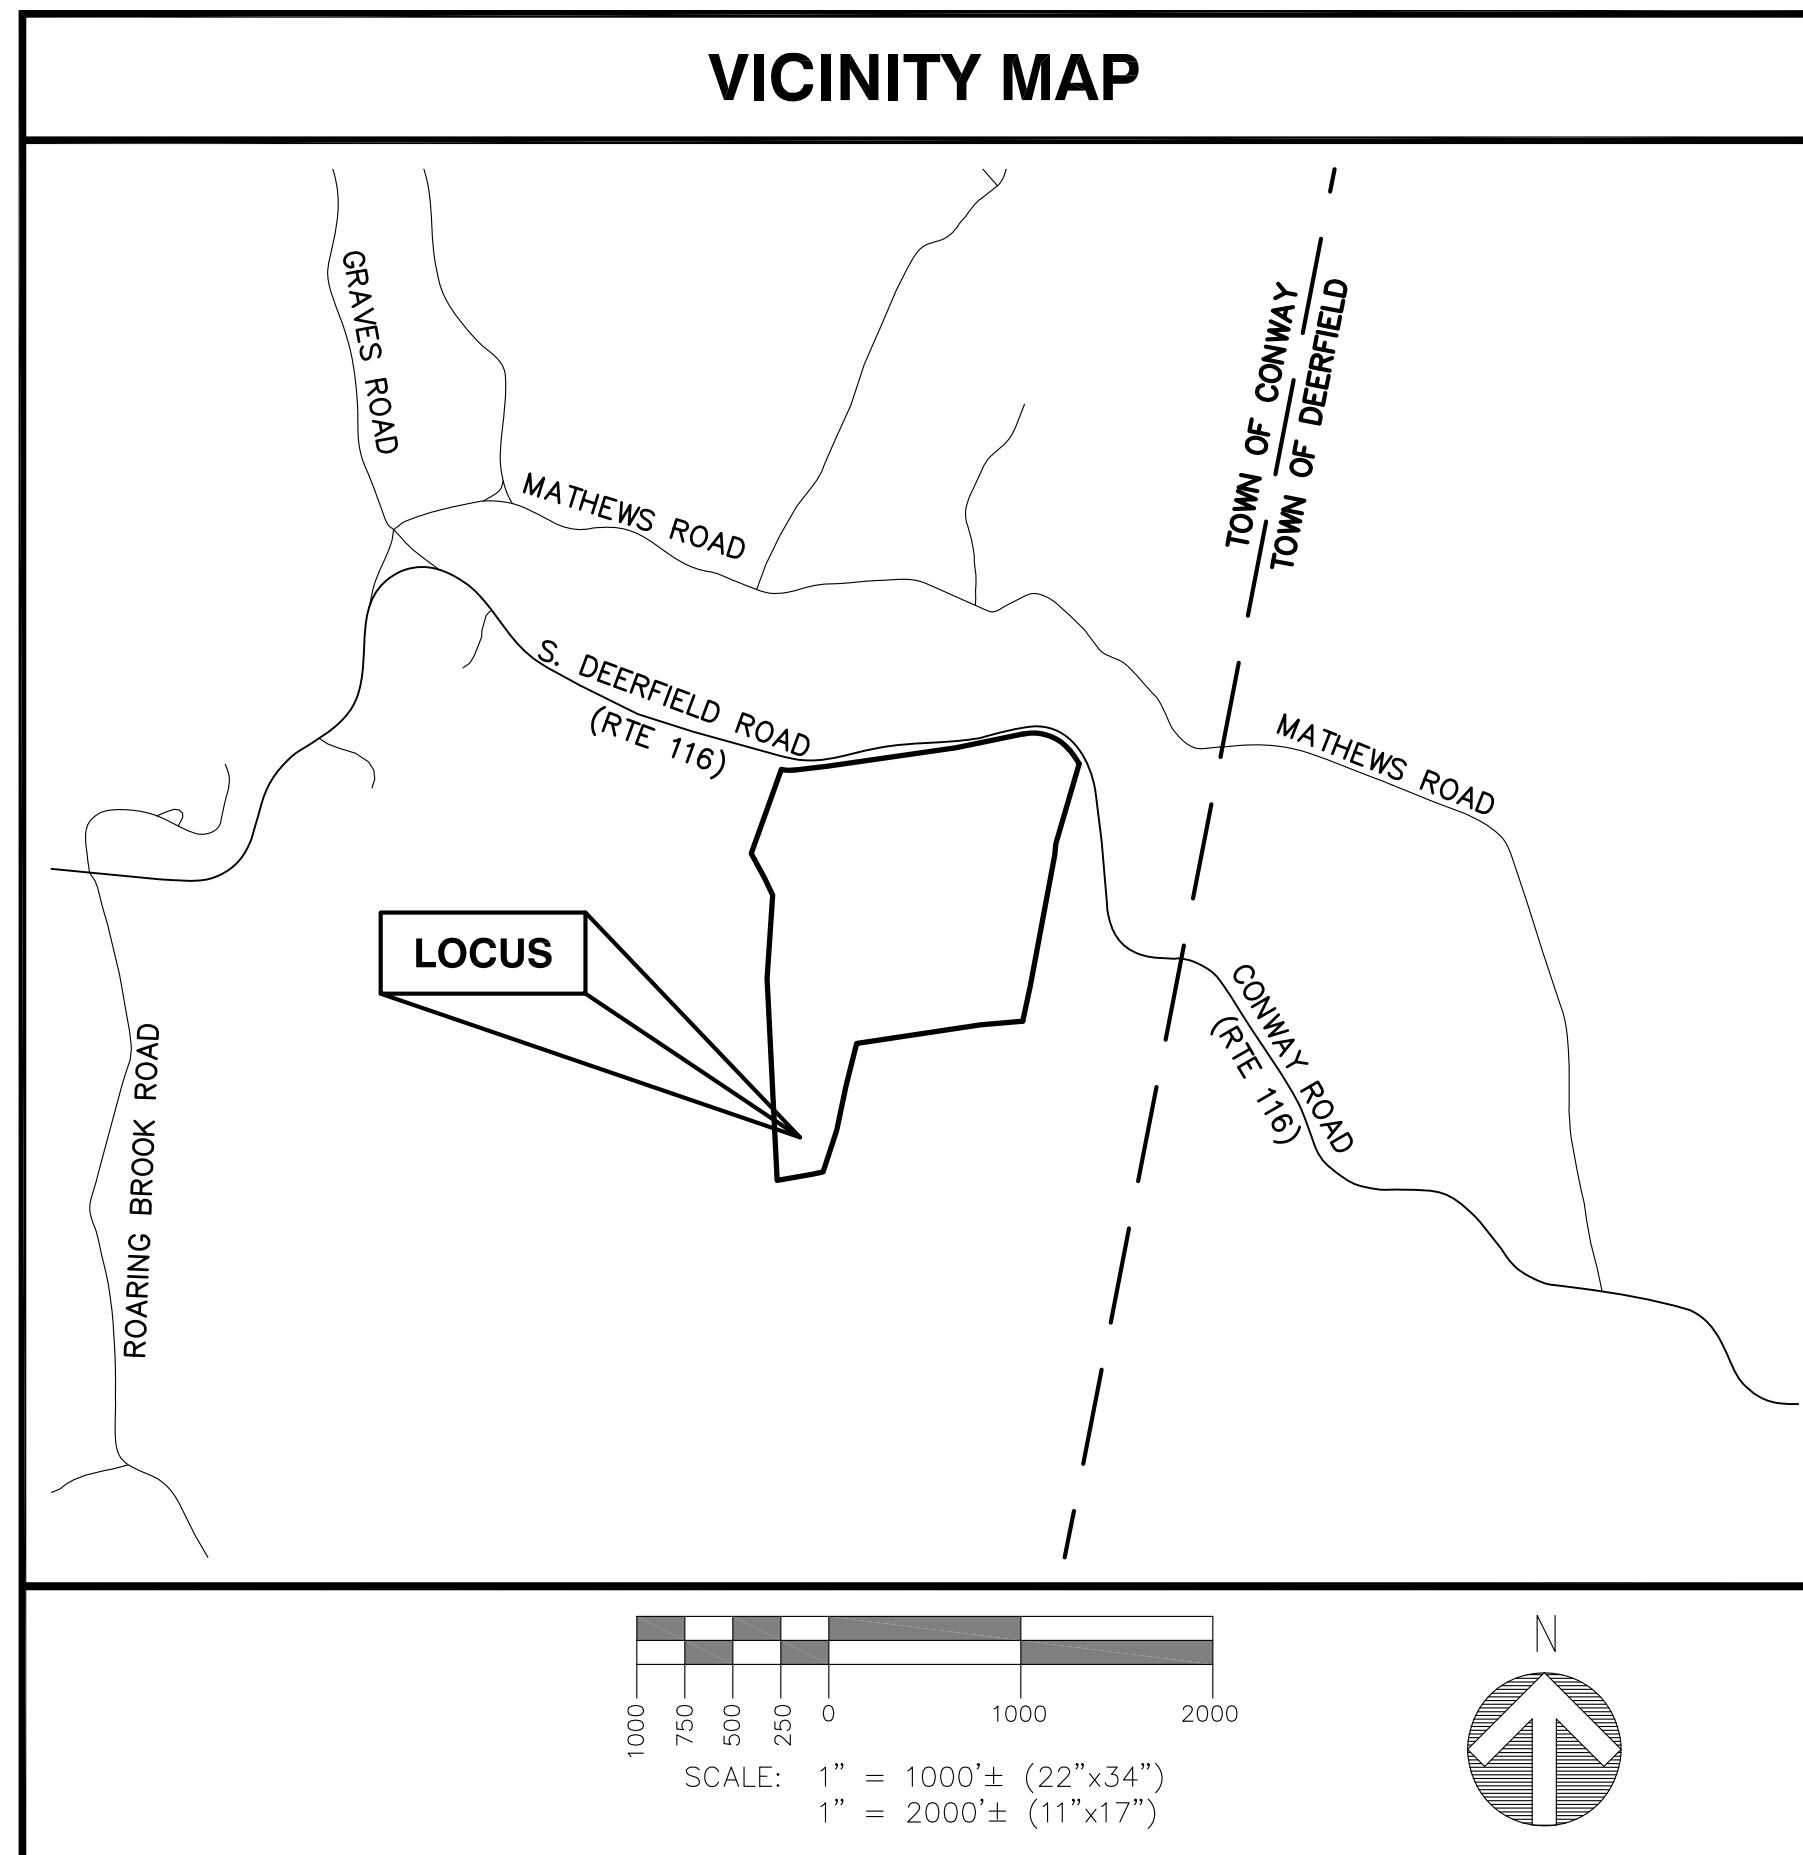 VICINITY MAP
GRAVES ROAD
MATHEWS ROAD
TOWN OF CONWAY
TOWN OF DEERFIELD
S. DEERFIELD ROAD
(RTE 116)
MATHEWS ROAD
LOCUS
CONWAY ROAD
(RTE 116)
ROARING BROOK ROAD
1000 750 500 250 0 1000 2000
SCALE: 1" = 1000'± (22"x34")
1" = 2000'± (11"x17")
N